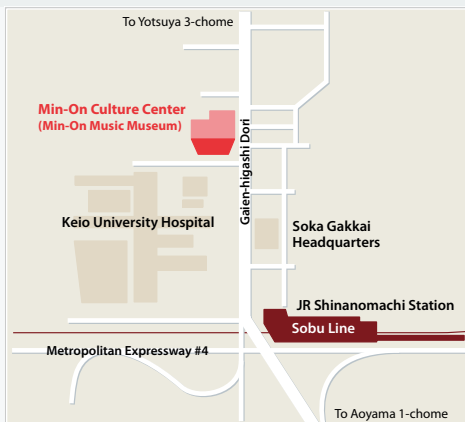 To Yotsuya 3-chome
Min-On Culture Center
(Min-On Music Museum)
Gaien-higashi Dori
Keio University Hospital
Soka Gakkai
Headquarters
JR Shinanomachi Station
Sobu Line
Metropolitan Expressway #4
To Aoyama 1-chome